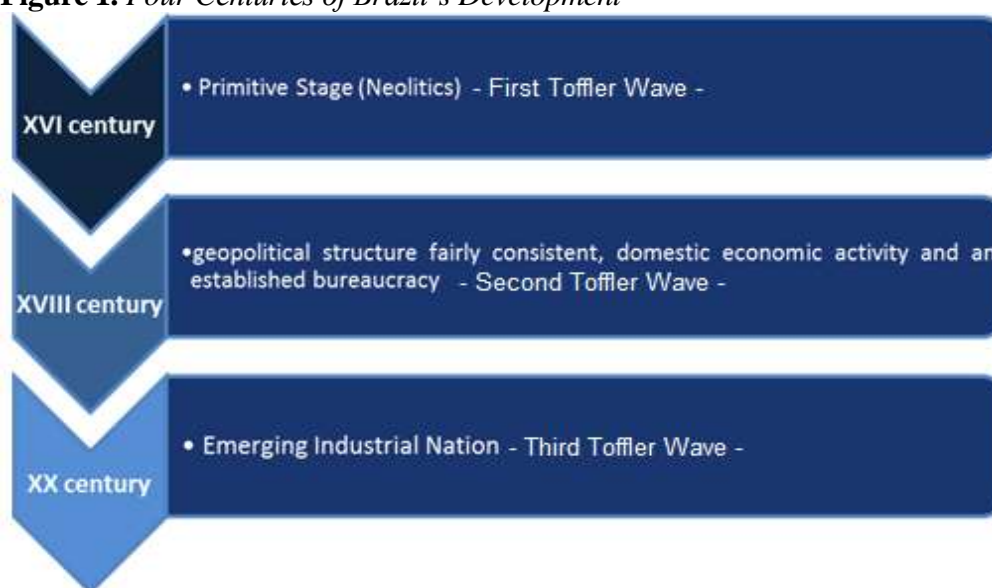 Figure 1. Four Centuries of Brazil's Development
XVI century
• Primitive Stage (Neolitics) - First Toffler Wave -
XVIII century
•geopolitical structure fairly consistent, domestic economic activity and an
established bureaucracy - Second Toffler Wave -
XX century
• Emerging Industrial Nation - Third Toffler Wave -